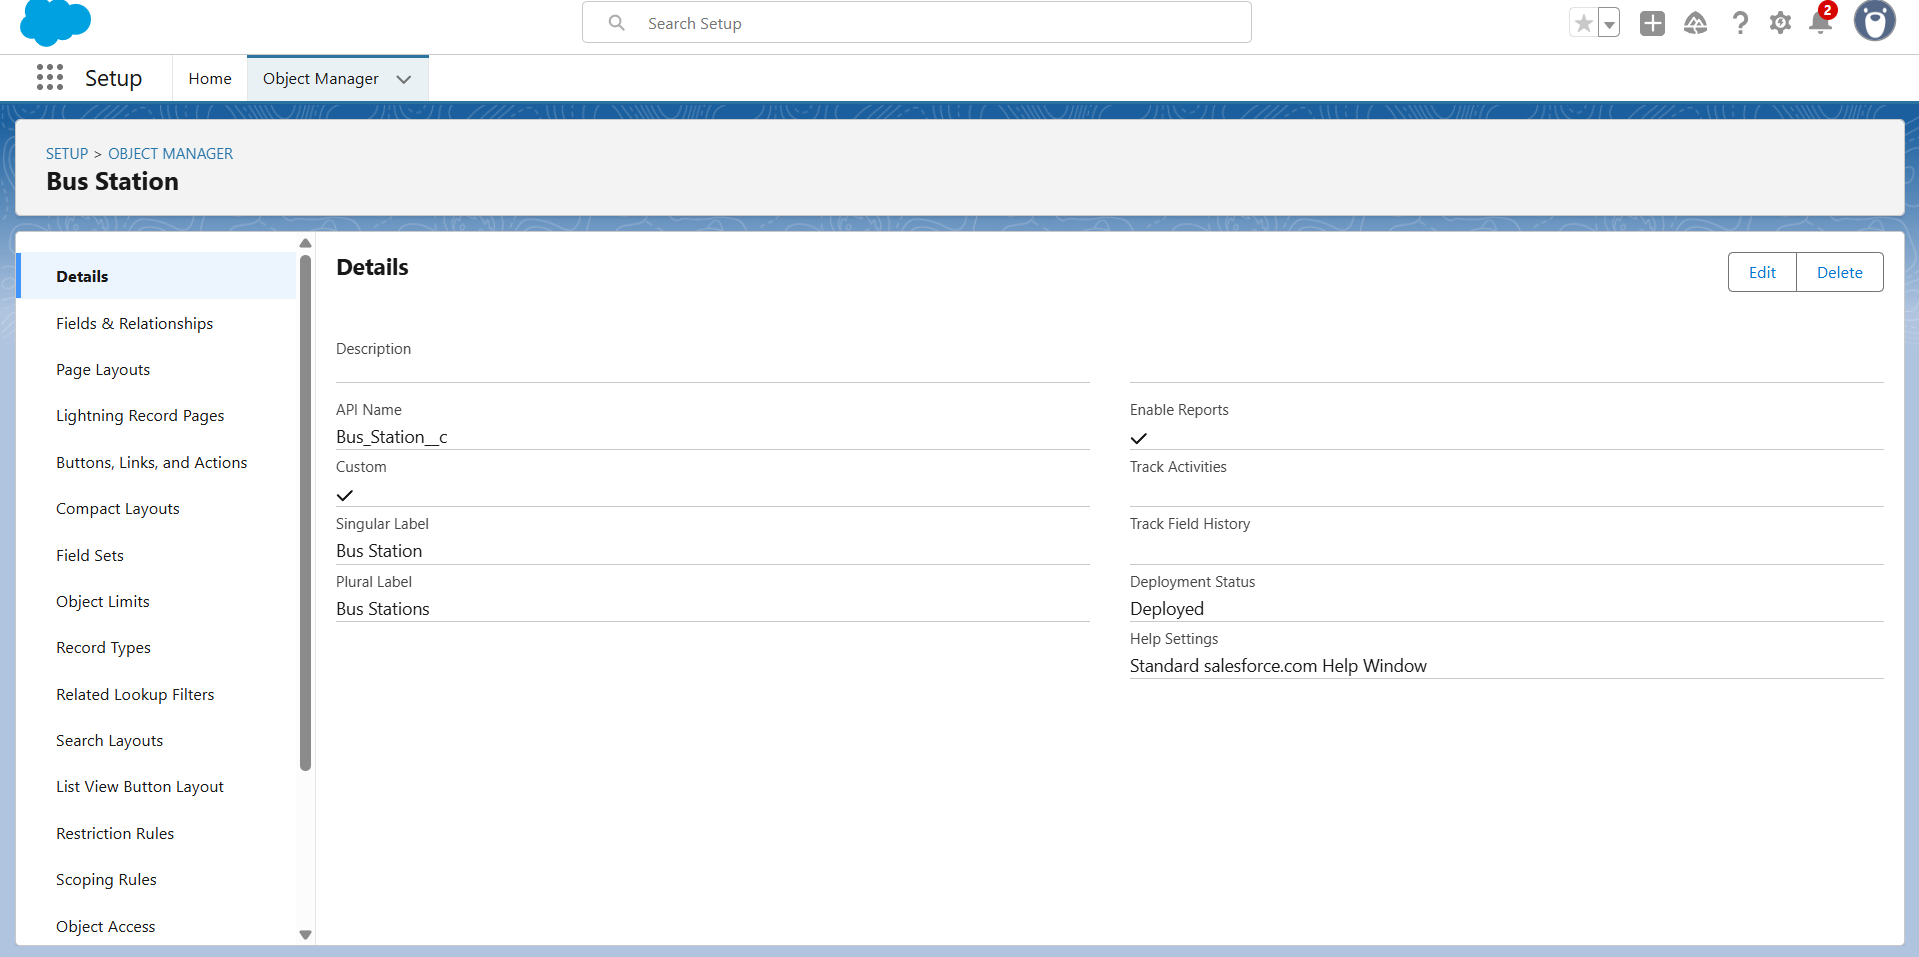 Search Setup
2
Setup
Home
Object Manager
SETUP > OBJECT MANAGER
Bus Station
Details
Fields & Relationships
Page Layouts
Lightning Record Pages
Buttons, Links, and Actions
Compact Layouts
Field Sets
Object Limits
Record Types
Related Lookup Filters
Search Layouts
List View Button Layout
Restriction Rules
Scoping Rules
Object Access
Details
Edit
Delete
Description
API Name
Bus_Station__c
Custom
Singular Label
Bus Station
Plural Label
Bus Stations
Enable Reports
Track Activities
Track Field History
Deployment Status
Deployed
Help Settings
Standard salesforce.com Help Window